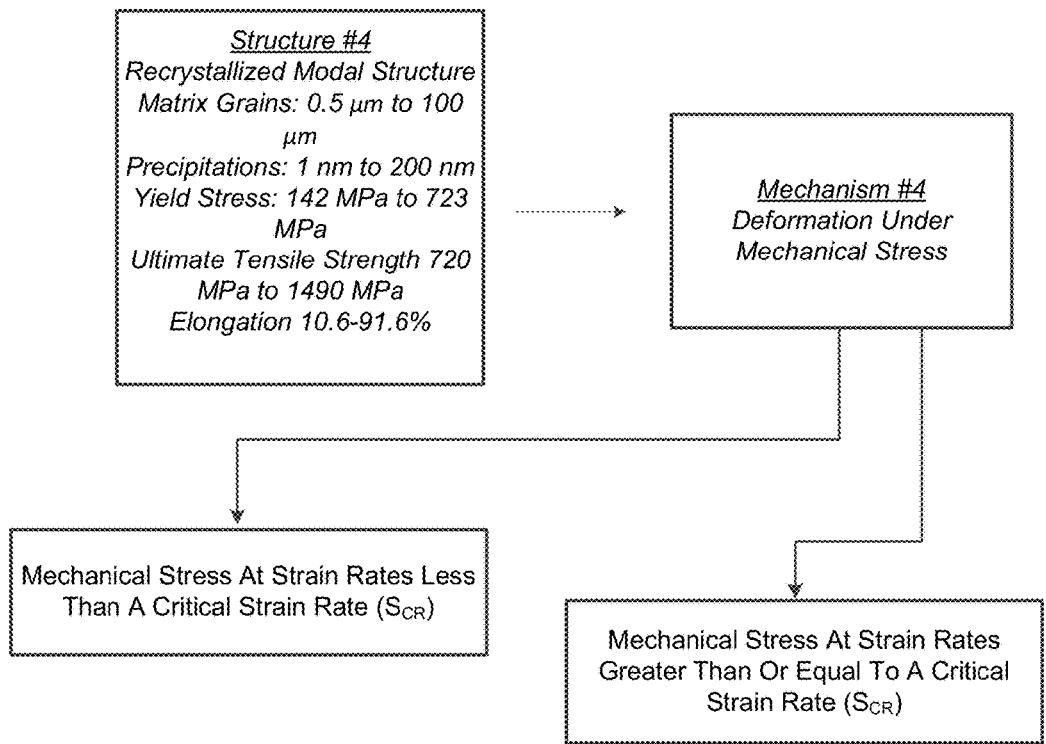 Structure #4
Recrystallized Modal Structure
Matrix Grains: 0.5 μm to 100
μm
Precipitations: 1 nm to 200 nm
Yield Stress: 142 MPa to 723
MPa
Ultimate Tensile Strength 720
MPa to 1490 MPa
Elongation 10.6-91.6%
Mechanism #4
Deformation Under
Mechanical Stress
Mechanical Stress At Strain Rates Less
Than A Critical Strain Rate (SCR)
Mechanical Stress At Strain Rates
Greater Than Or Equal To A Critical
Strain Rate (SCR)